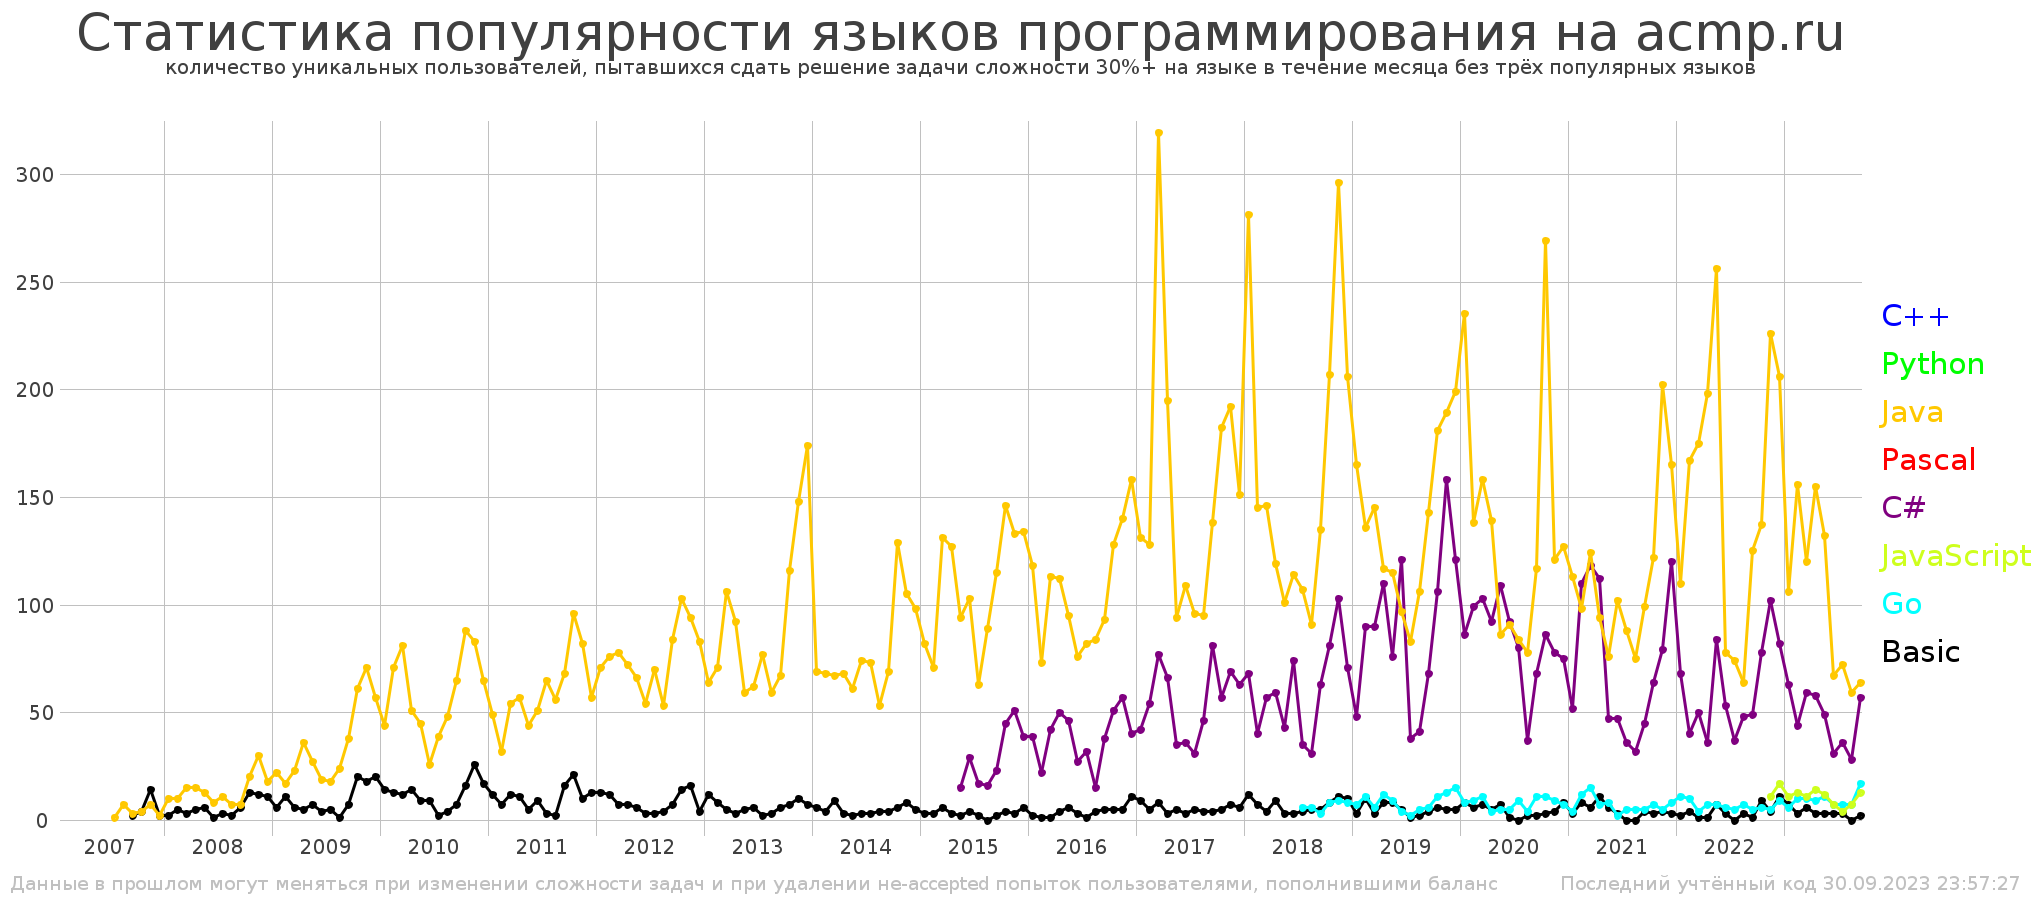 Статистика популярности языков программирования на acmp.ru
количество уникальных пользователей, пытавшихся сдать решение задачи сложности 30%+ на языке в течение месяца без трёх популярных языков
300
250
200
150
100
50
0
C++
Python
Java
Pascal
C#
JavaScript
Go
Basic
2007 2008 2009 2010 2011 2012 2013 2014 2015 2016 2017 2018 2019 2020 2021 2022
Данные в прошлом могут меняться при изменении сложности задач и при удалении не-accepted попыток пользователями, пополнившими баланс Последний учтённый код 30.09.2023 23:57:27